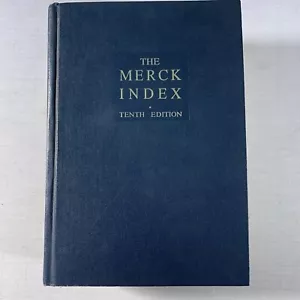 THE
MERCK
INDEX
TENTH EDITION